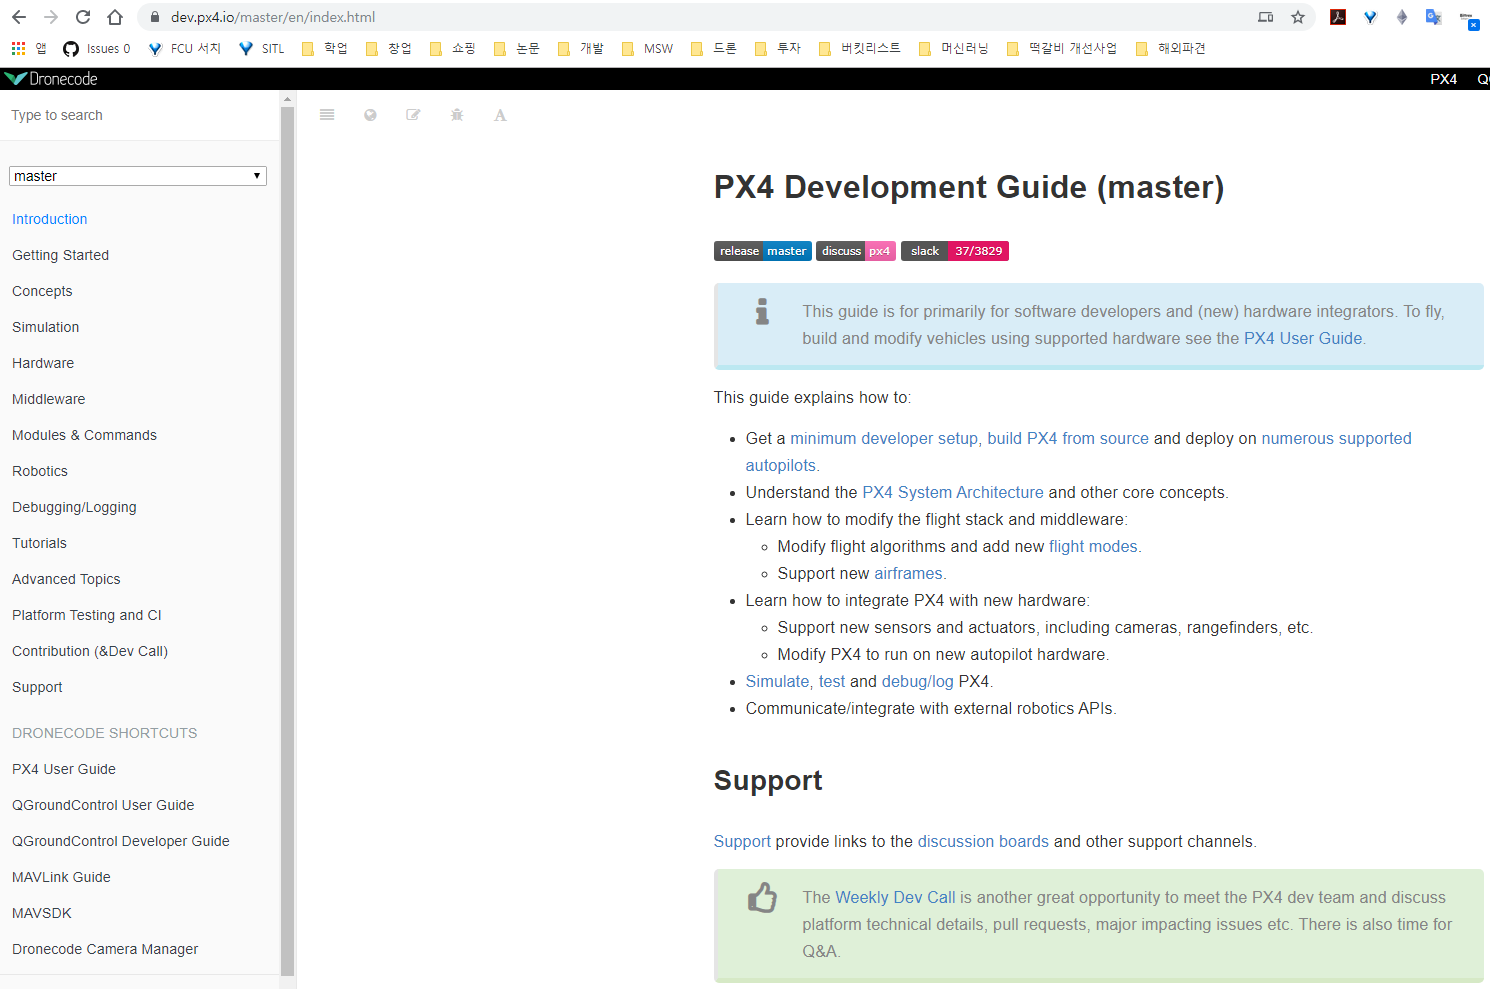 dev.px4.io/master/en/index.html
앱 Issues 0 FCU 서치 SITL 학업 창업 쇼핑 논문 개발 MSW 드론 투자 버킷리스트 머신러닝 떡갈비 개선사업 해외파견
Dronecode PX4
Type to search
master
Introduction
Getting Started
Concepts
Simulation
Hardware
Middleware
Modules & Commands
Robotics
Debugging/Logging
Tutorials
Advanced Topics
Platform Testing and CI
Contribution (&Dev Call)
Support
DRONECODE SHORTCUTS
PX4 User Guide
QGroundControl User Guide
QGroundControl Developer Guide
MAVLink Guide
MAVSDK
Dronecode Camera Manager
PX4 Development Guide (master)
release master discuss px4 slack 37/3829
This guide is for primarily for software developers and (new) hardware integrators. To fly,
build and modify vehicles using supported hardware see the PX4 User Guide.
This guide explains how to:
• Get a minimum developer setup, build PX4 from source and deploy on numerous supported
autopilots.
• Understand the PX4 System Architecture and other core concepts.
• Learn how to modify the flight stack and middleware:
◦ Modify flight algorithms and add new flight modes.
◦ Support new airframes.
• Learn how to integrate PX4 with new hardware:
◦ Support new sensors and actuators, including cameras, rangefinders, etc.
◦ Modify PX4 to run on new autopilot hardware.
• Simulate, test and debug/log PX4.
• Communicate/integrate with external robotics APIs.
Support
Support provide links to the discussion boards and other support channels.
The Weekly Dev Call is another great opportunity to meet the PX4 dev team and discuss
platform technical details, pull requests, major impacting issues etc. There is also time for
Q&A.